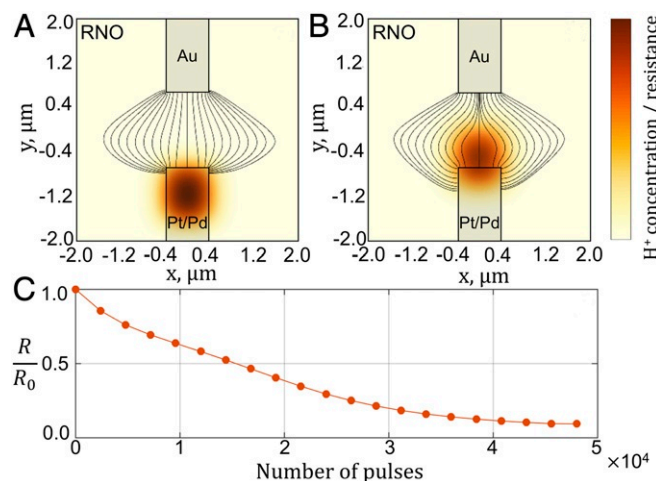 A
B
RNO
RNO
Au
Au
Pt/Pd
Pt/Pd
y, μm
2.0
1.2
0.4
-0.4
-1.2
-2.0
-2.0 -1.2 -0.4 0.4 1.2 2.0
x, μm
y, μm
2.0
1.2
0.4
-0.4
-1.2
-2.0
-2.0 -1.2 -0.4 0.4 1.2 2.0
x, μm
H⁺ concentration / resistance
C
R
R₀
1.0
0.5
0.0
0 1 2 3 4 5
×10⁴
Number of pulses